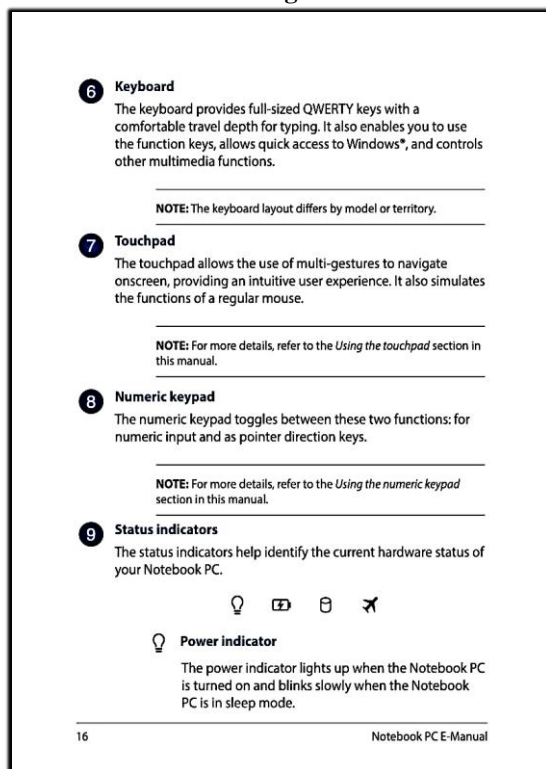 6 Keyboard
The keyboard provides full-sized QWERTY keys with a
comfortable travel depth for typing. It also enables you to use
the function keys, allows quick access to Windows®, and controls
other multimedia functions.
NOTE: The keyboard layout differs by model or territory.
7 Touchpad
The touchpad allows the use of multi-gestures to navigate
onscreen, providing an intuitive user experience. It also simulates
the functions of a regular mouse.
NOTE: For more details, refer to the Using the touchpad section in
this manual.
8 Numeric keypad
The numeric keypad toggles between these two functions: for
numeric input and as pointer direction keys.
NOTE: For more details, refer to the Using the numeric keypad
section in this manual.
9 Status indicators
The status indicators help identify the current hardware status of
your Notebook PC.
Power indicator
The power indicator lights up when the Notebook PC
is turned on and blinks slowly when the Notebook
PC is in sleep mode.
16 Notebook PC E-Manual